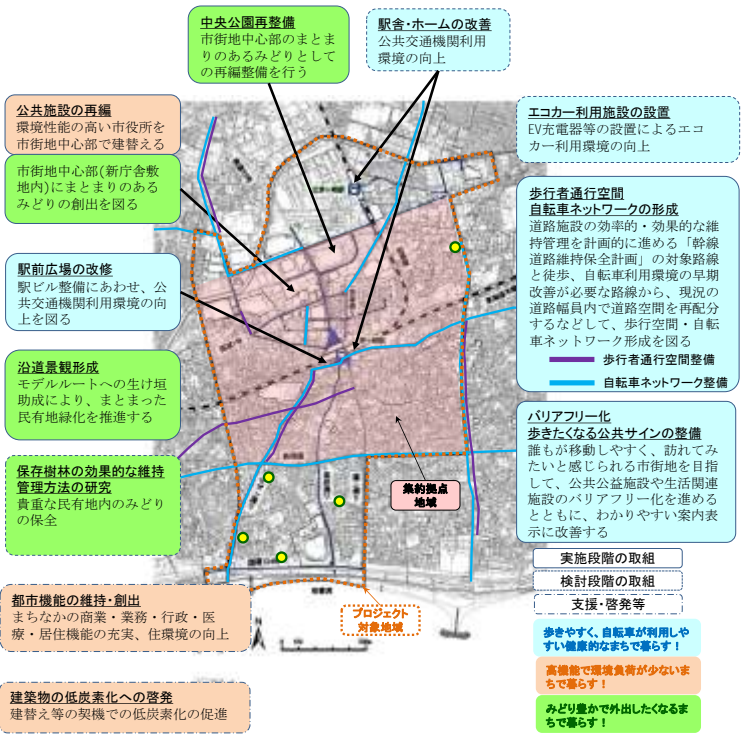 中央公園再整備
市街地中心部のまとま
りのあるみどりとして
の再編整備を行う
駅舎・ホームの改善
公共交通機関利用
環境の向上
公共施設の再編
環境性能の高い市役所を
市街地中心部で建替える
市街地中心部(新庁舎敷
地内)にまとまりのある
みどりの創出を図る
駅前広場の改修
駅ビル整備にあわせ、公
共交通機関利用環境の向
上を図る
沿道景観形成
モデルルートへの生け垣
助成により、まとまった
民有地緑化を推進する
保存樹林の効果的な維持
管理方法の研究
貴重な民有地内のみどり
の保全
都市機能の維持・創出
まちなかの商業・業務・行政・医
療・居住機能の充実、住環境の向上
建築物の低炭素化への啓発
建替え等の契機での低炭素化の促進
エコカー利用施設の設置
EV充電器等の設置によるエコ
カー利用環境の向上
歩行者通行空間
自転車ネットワークの形成
道路施設の効率的・効果的な維
持管理を計画的に進める「幹線
道路維持保全計画」の対象路線
と徒歩、自転車利用環境の早期
改善が必要な路線から、現況の
道路幅員内で道路空間を再配分
するなどして、歩行空間・自転
車ネットワーク形成を図る
歩行者通行空間整備
自転車ネットワーク整備
バリアフリー化
歩きたくなる公共サインの整備
誰もが移動しやすく、訪れてみ
たいと感じられる市街地を目指
して、公共公益施設や生活関連
施設のバリアフリー化を進める
とともに、わかりやすい案内表
示に改善する
集約拠点
地域
プロジェクト
対象地域
実施段階の取組
検討段階の取組
支援・啓発等
歩きやすく、自転車が利用しや
すい健康的なまちで暮らす！
高機能で環境負荷が少ないま
ちで暮らす！
みどり豊かで外出したくなるま
ちで暮らす！